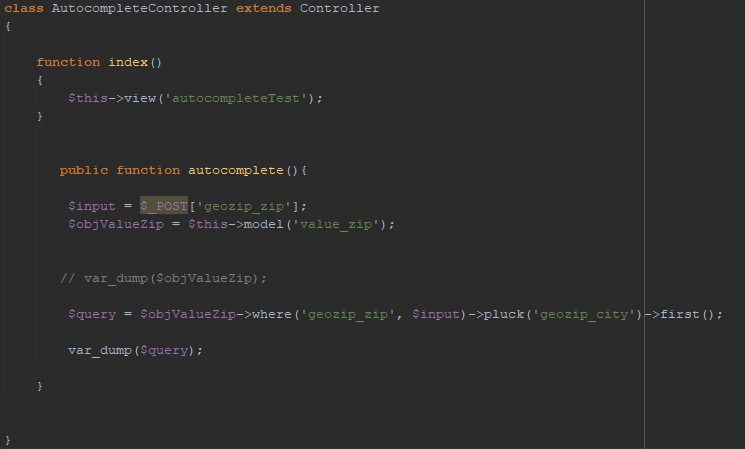 class AutocompleteController extends Controller
{
function index()
{
$this->view('autocompleteTest');
}
public function autocomplete(){
$input = $_POST['geozip_zip'];
$objValueZip = $this->model('value_zip');
// var_dump($objValueZip);
$query = $objValueZip->where('geozip_zip', $input)->pluck('geozip_city')->first();
var_dump($query);
}
}